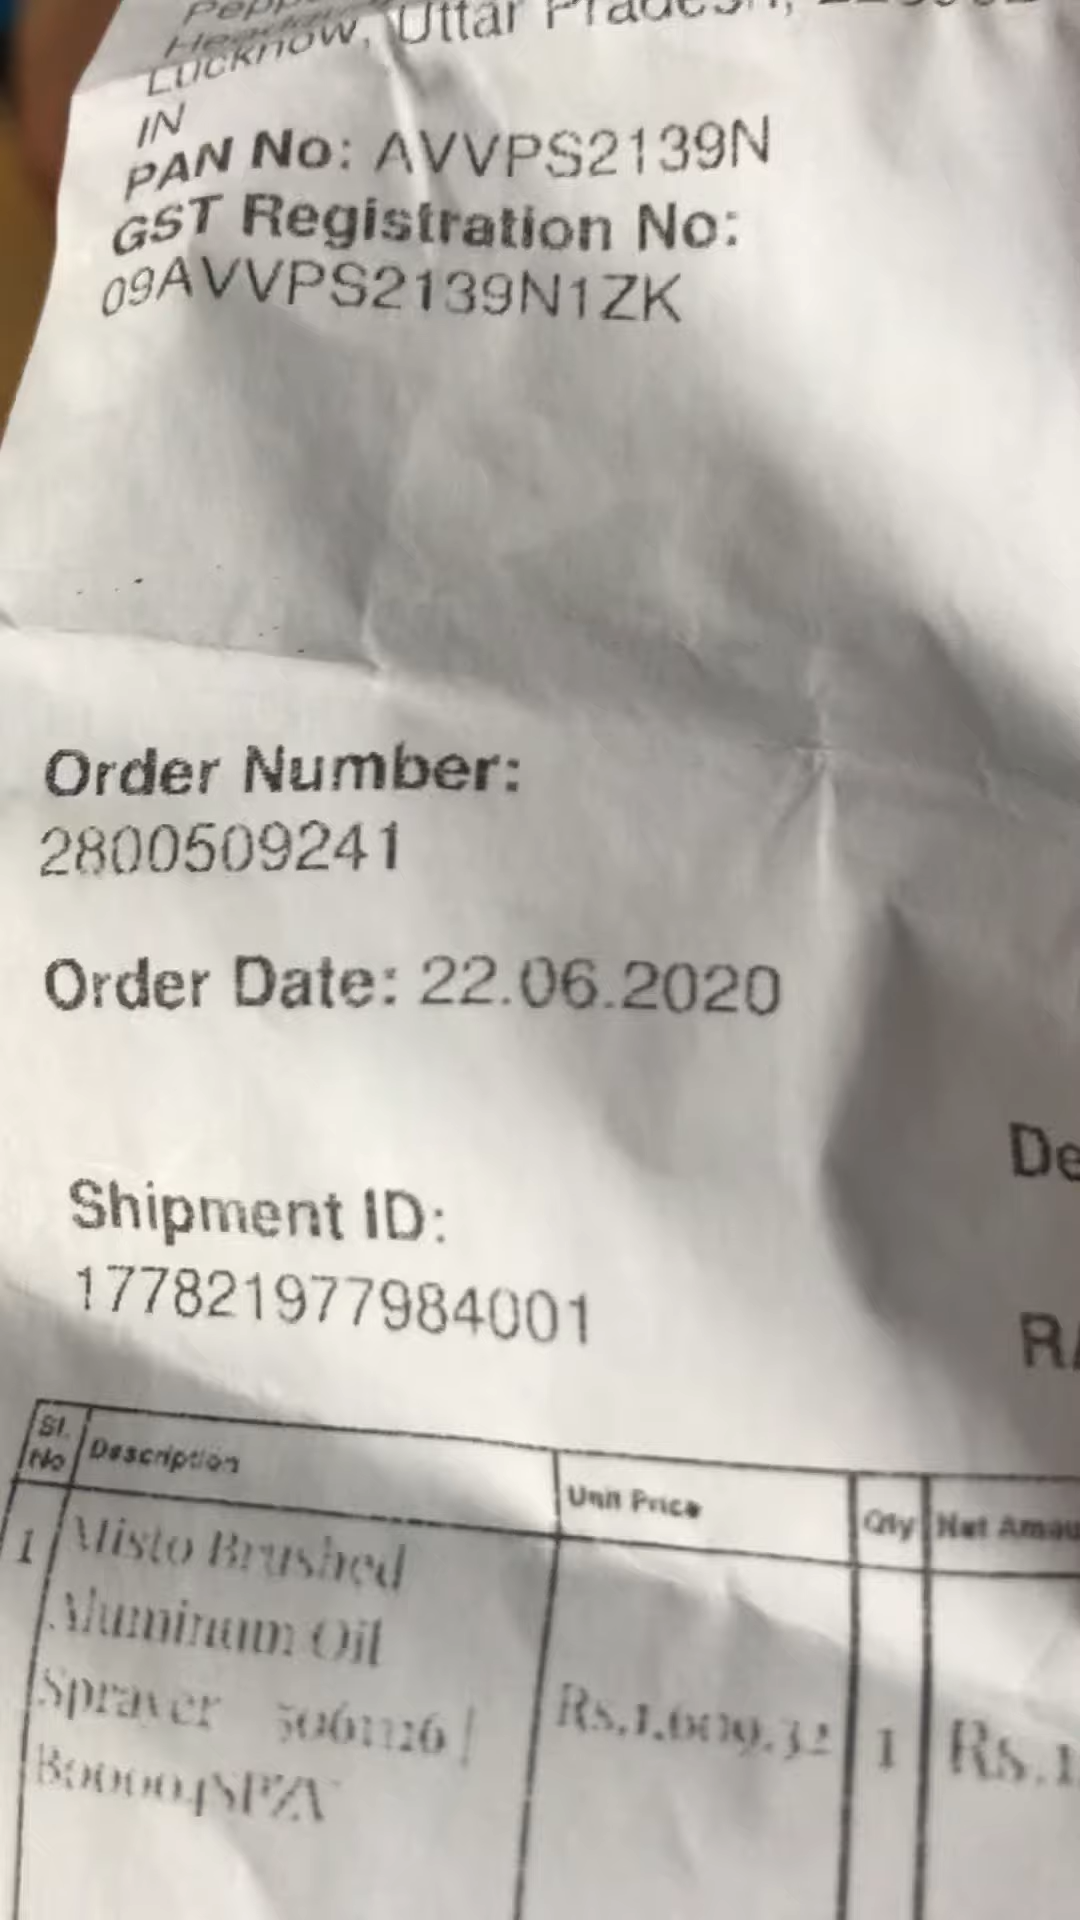 Lucknow, Uttar Pradesh,
IN
PAN No: AVVPS2139N
GST Registration No:
09AVVPS2139N1ZK
Order Number:
2800509241
Order Date: 22.06.2020
De
Shipment ID:
177821977984001
RA
Sl. No Description Unit Price Qty Net Amou
1 Misto Brushed
Aluminum Oil
Sprayer Rs.1,609.32 1 Rs.1